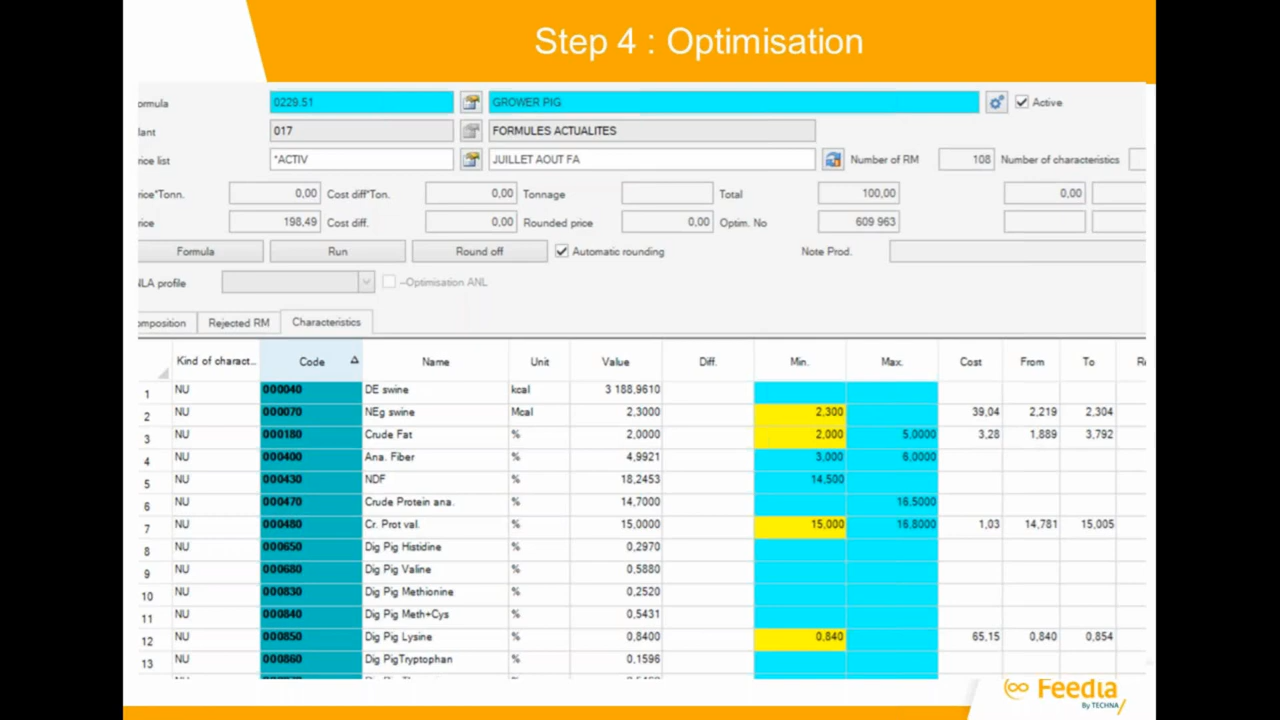 Step 4 : Optimisation
ormula 0229.51 GROWER PIG Active
lant 017 FORMULES ACTUALITES
rice list *ACTIV JUILLET AOUT FA Number of RM 108 Number of characteristics
rice*Tonn. 0,00 Cost diff*Ton. 0,00 Tonnage Total 100,00 0,00
rice 198,49 Cost diff. 0,00 Rounded price 0,00 Optim. No 609 963
Formula Run Round off Automatic rounding Note Prod.
NLA profile --Optimisation ANL
omposition Rejected RM Characteristics
Kind of charact... Code Name Unit Value Diff. Min. Max. Cost From To
1 NU 000040 DE swine kcal 3 188,9610
2 NU 000070 NEg swine Mcal 2,3000 2,300 39,04 2,219 2,304
3 NU 000180 Crude Fat % 2,0000 2,000 5,0000 3,28 1,889 3,792
4 NU 000400 Ana. Fiber % 4,9921 3,000 6,0000
5 NU 000430 NDF % 18,2453 14,500
6 NU 000470 Crude Protein ana. % 14,7000 16,5000
7 NU 000480 Cr. Prot val. % 15,0000 15,000 16,8000 1,03 14,781 15,005
8 NU 000650 Dig Pig Histidine % 0,2970
9 NU 000680 Dig Pig Valine % 0,5880
10 NU 000830 Dig Pig Methionine % 0,2520
11 NU 000840 Dig Pig Meth+Cys % 0,5431
12 NU 000850 Dig Pig Lysine % 0,8400 0,840 65,15 0,840 0,854
13 NU 000860 Dig PigTryptophan % 0,1596
Feedia
By TECHNA